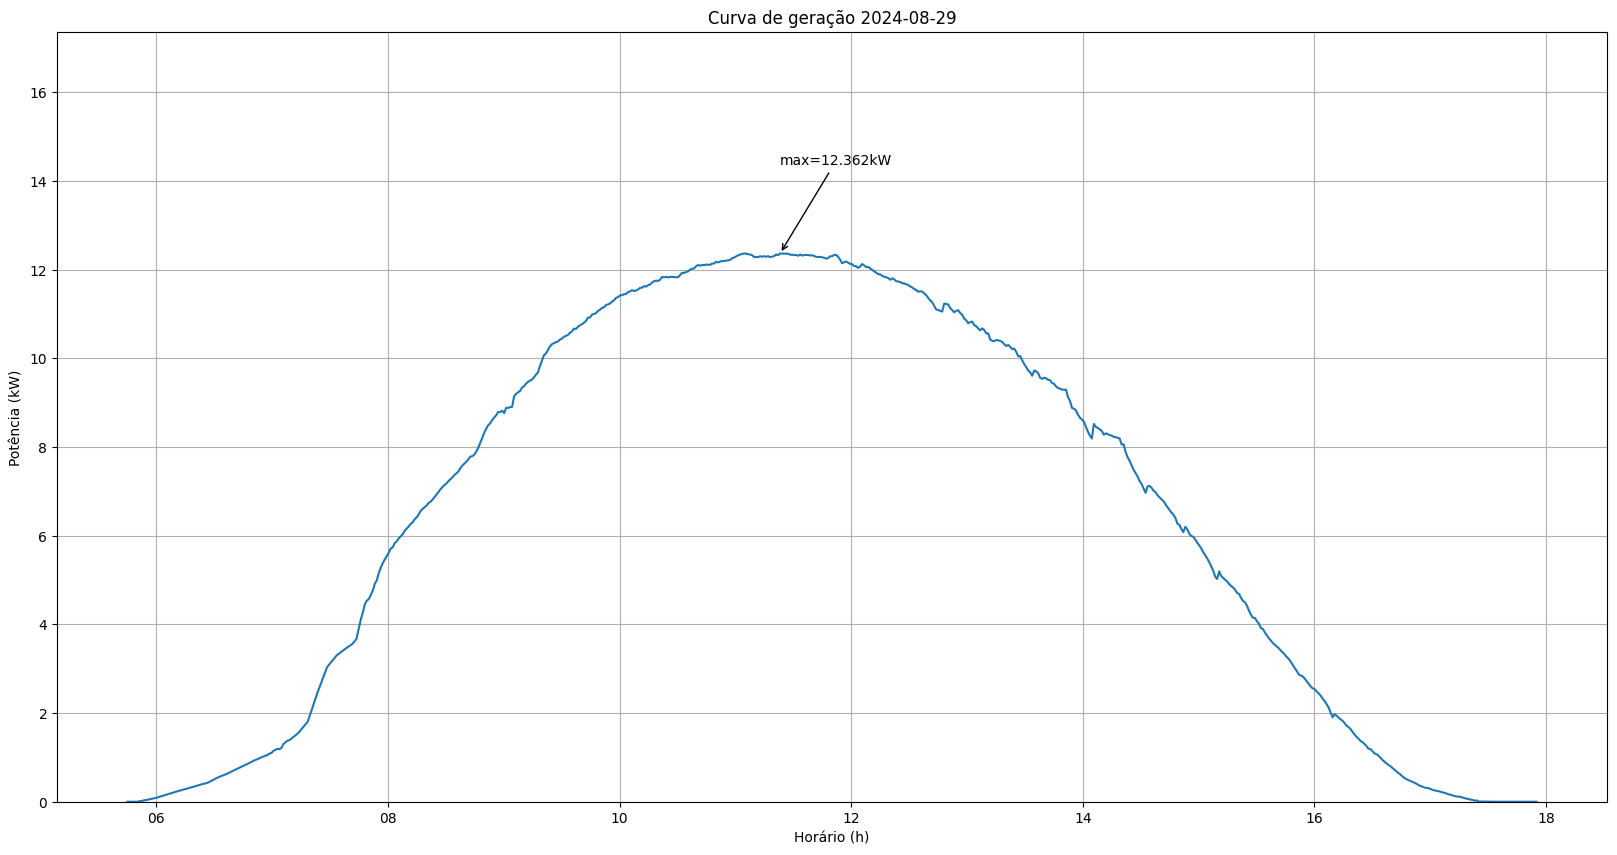 Curva de geração 2024-08-29
16
14
12
10
8
6
4
2
0
Potência (kW)
max=12.362kW
06 08 10 12 14 16 18
Horário (h)